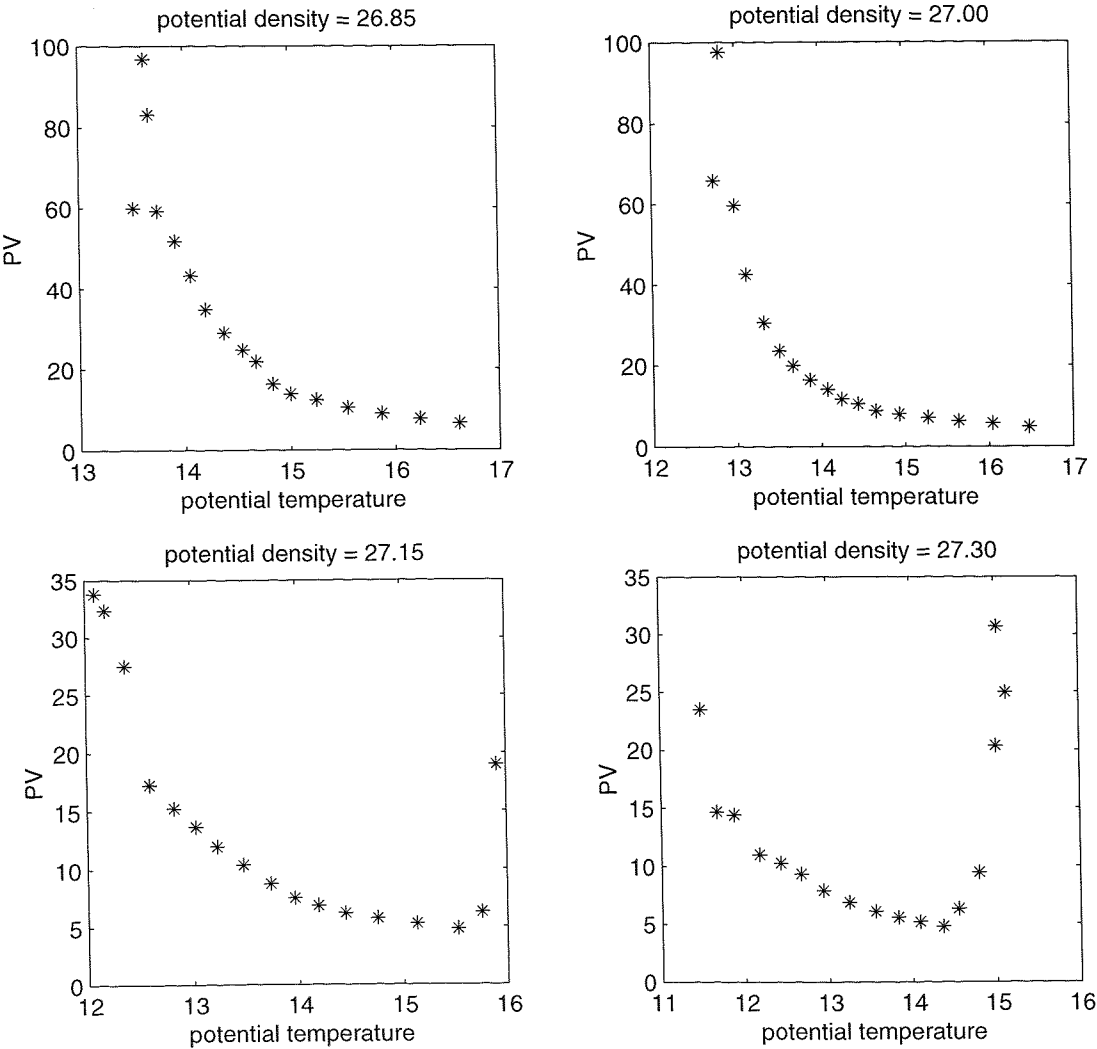 potential density = 26.85
100
80
60
40
20
0
PV
13 14 15 16 17
potential temperature
potential density = 27.00
100
80
60
40
20
0
PV
12 13 14 15 16 17
potential temperature
potential density = 27.15
35
30
25
20
15
10
5
0
PV
12 13 14 15 16
potential temperature
potential density = 27.30
35
30
25
20
15
10
5
0
PV
11 12 13 14 15 16
potential temperature